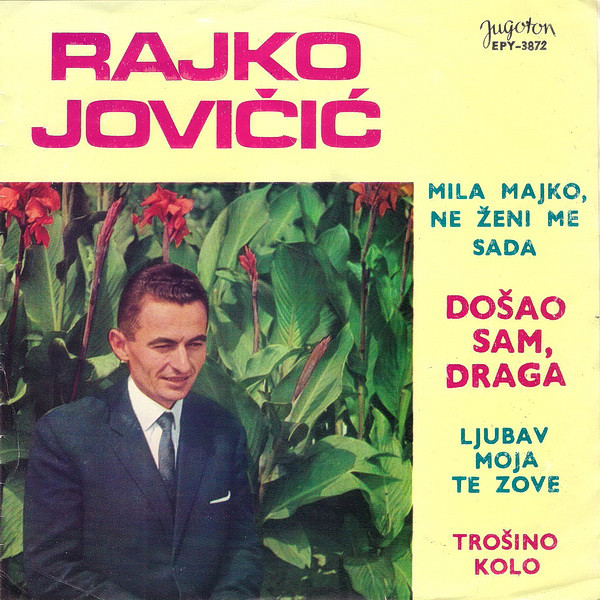 RAJKO
JOVIČIĆ
Jugoton
EPY-3872
MILA MAJKO,
NE ŽENI ME
SADA
DOŠAO
SAM,
DRAGA
LJUBAV
MOJA
TE ZOVE
TROŠINO
KOLO